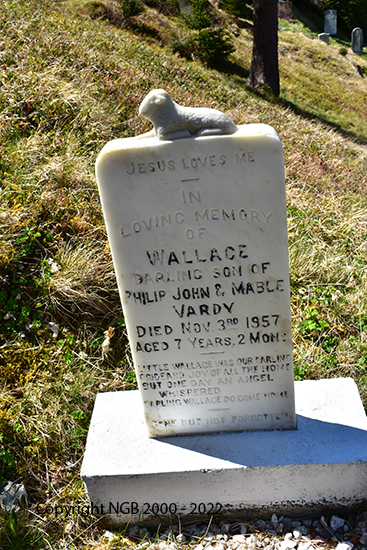 JESUS LOVES ME
IN
LOVING MEMORY
OF
WALLACE
DARLING SON OF
PHILIP JOHN & MABLE
VARDY
DIED NOV. 3RD 1957
AGED 7 YEARS, 2 MONS
LITTLE WALLACE WAS OUR DARLING
PRIDE AND JOY OF ALL THE HOME
BUT ONE DAY AN ANGEL
WHISPERED
DARLING WALLACE DO COME HOME
GONE BUT NOT FORGOTTEN
Copyright NGB 2000 - 2022